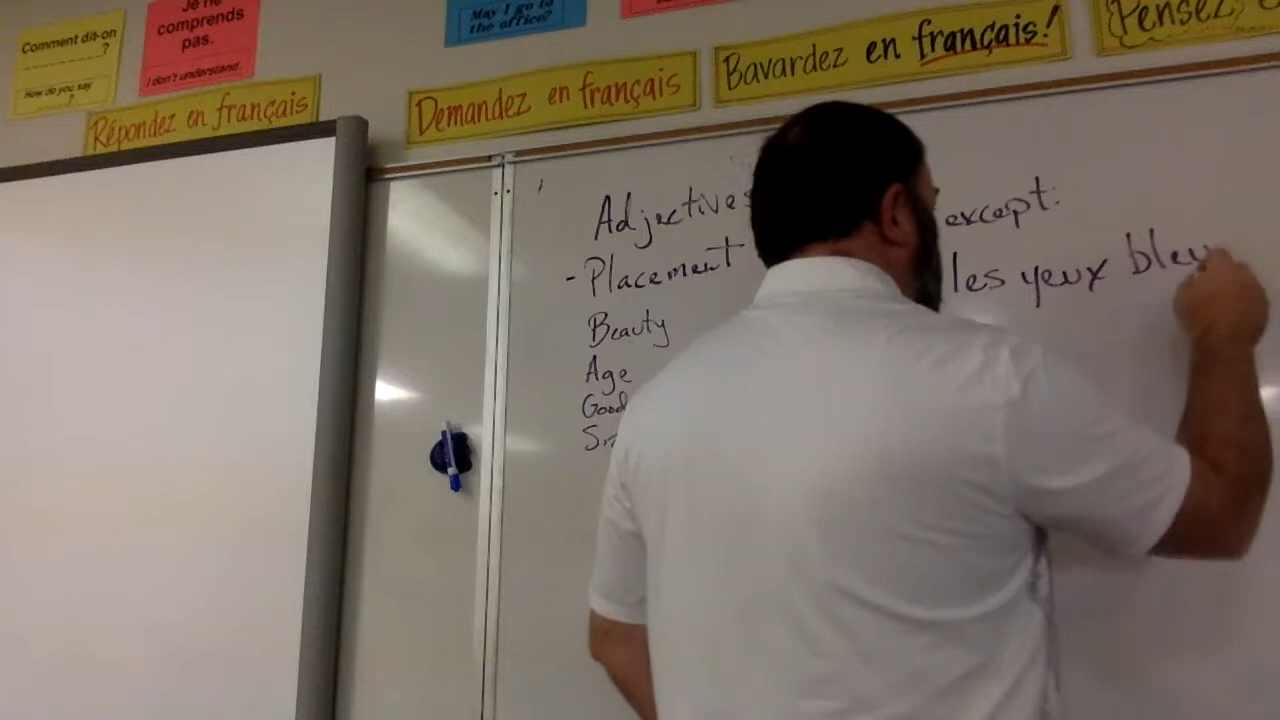 Comment dit-on
?
How do you say
?
Je ne
comprends
pas.
I don't understand.
May I go to
the office?
Répondez en français
Demandez en français
Bavardez en français!
Pensez
Adjectives except:
- Placement les yeux bleu
Beauty
Age
Good